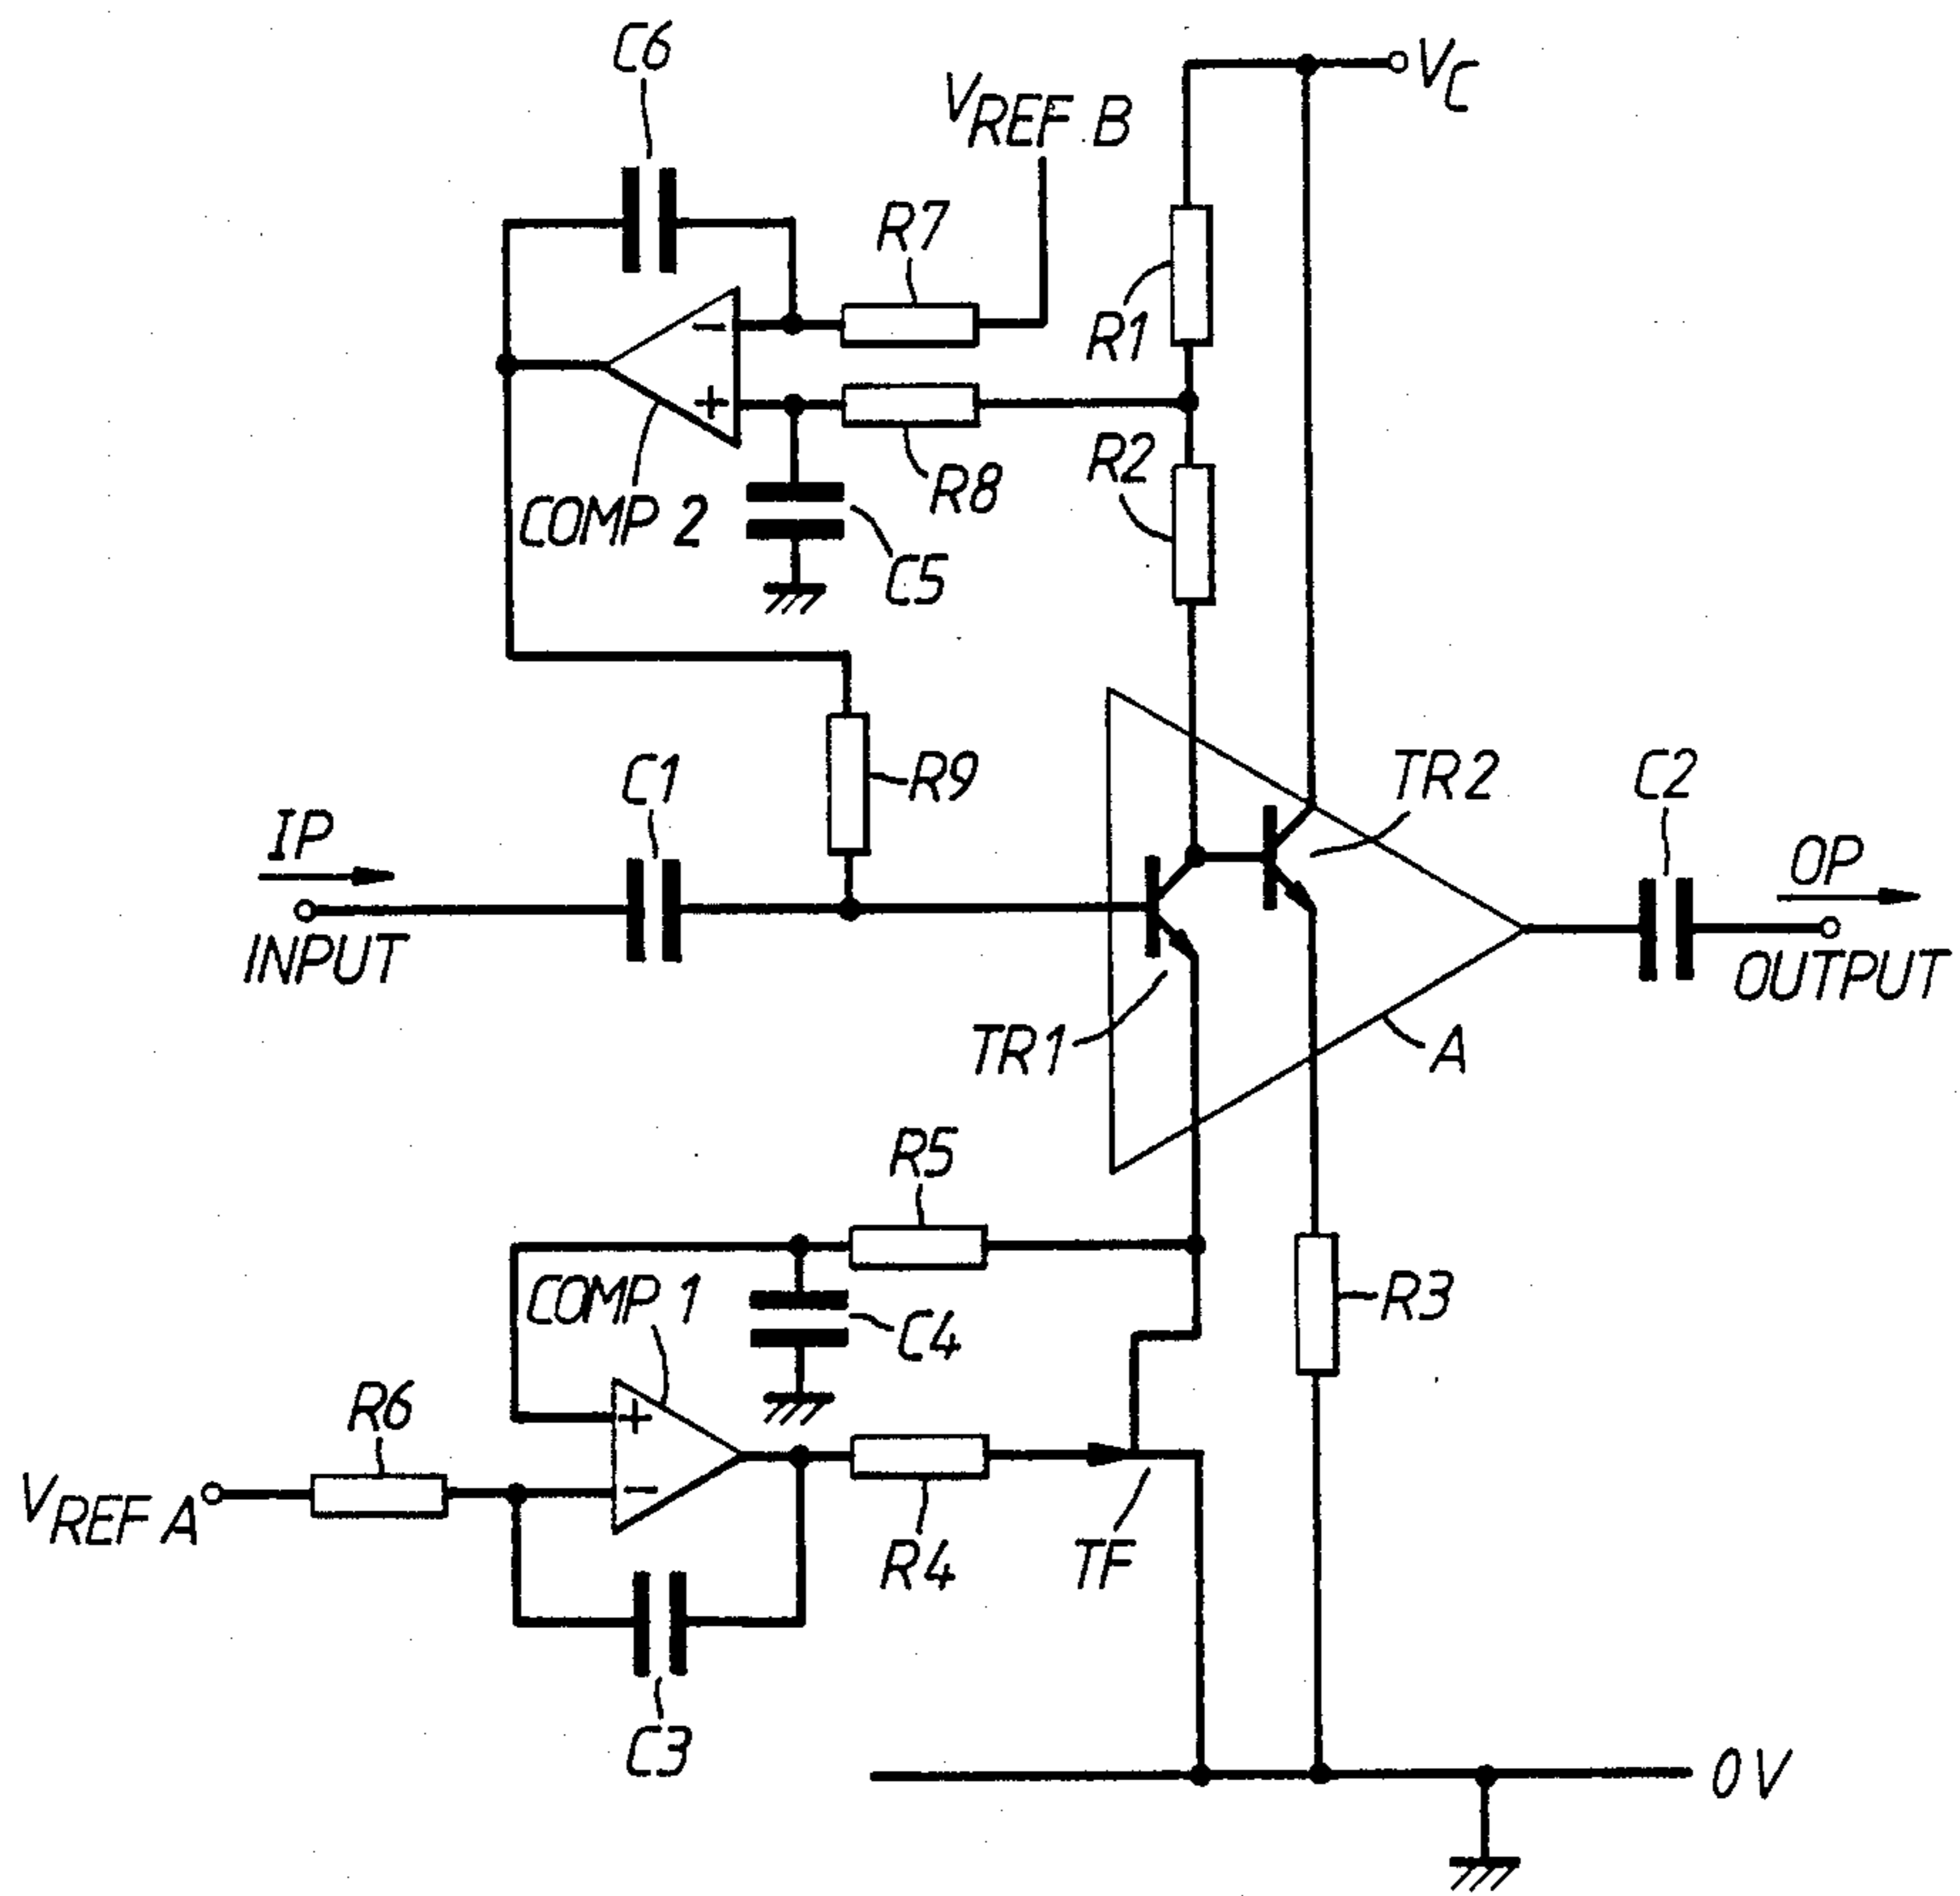 C6
VC
VREF B
R7
R1
+
−
R2
R8
COMP 2
C5
R9
C1
TR2
C2
IP
OP
INPUT
OUTPUT
TR1
A
R5
COMP 1
C4
R3
R6
+
−
VREF A
R4
TF
C3
0V